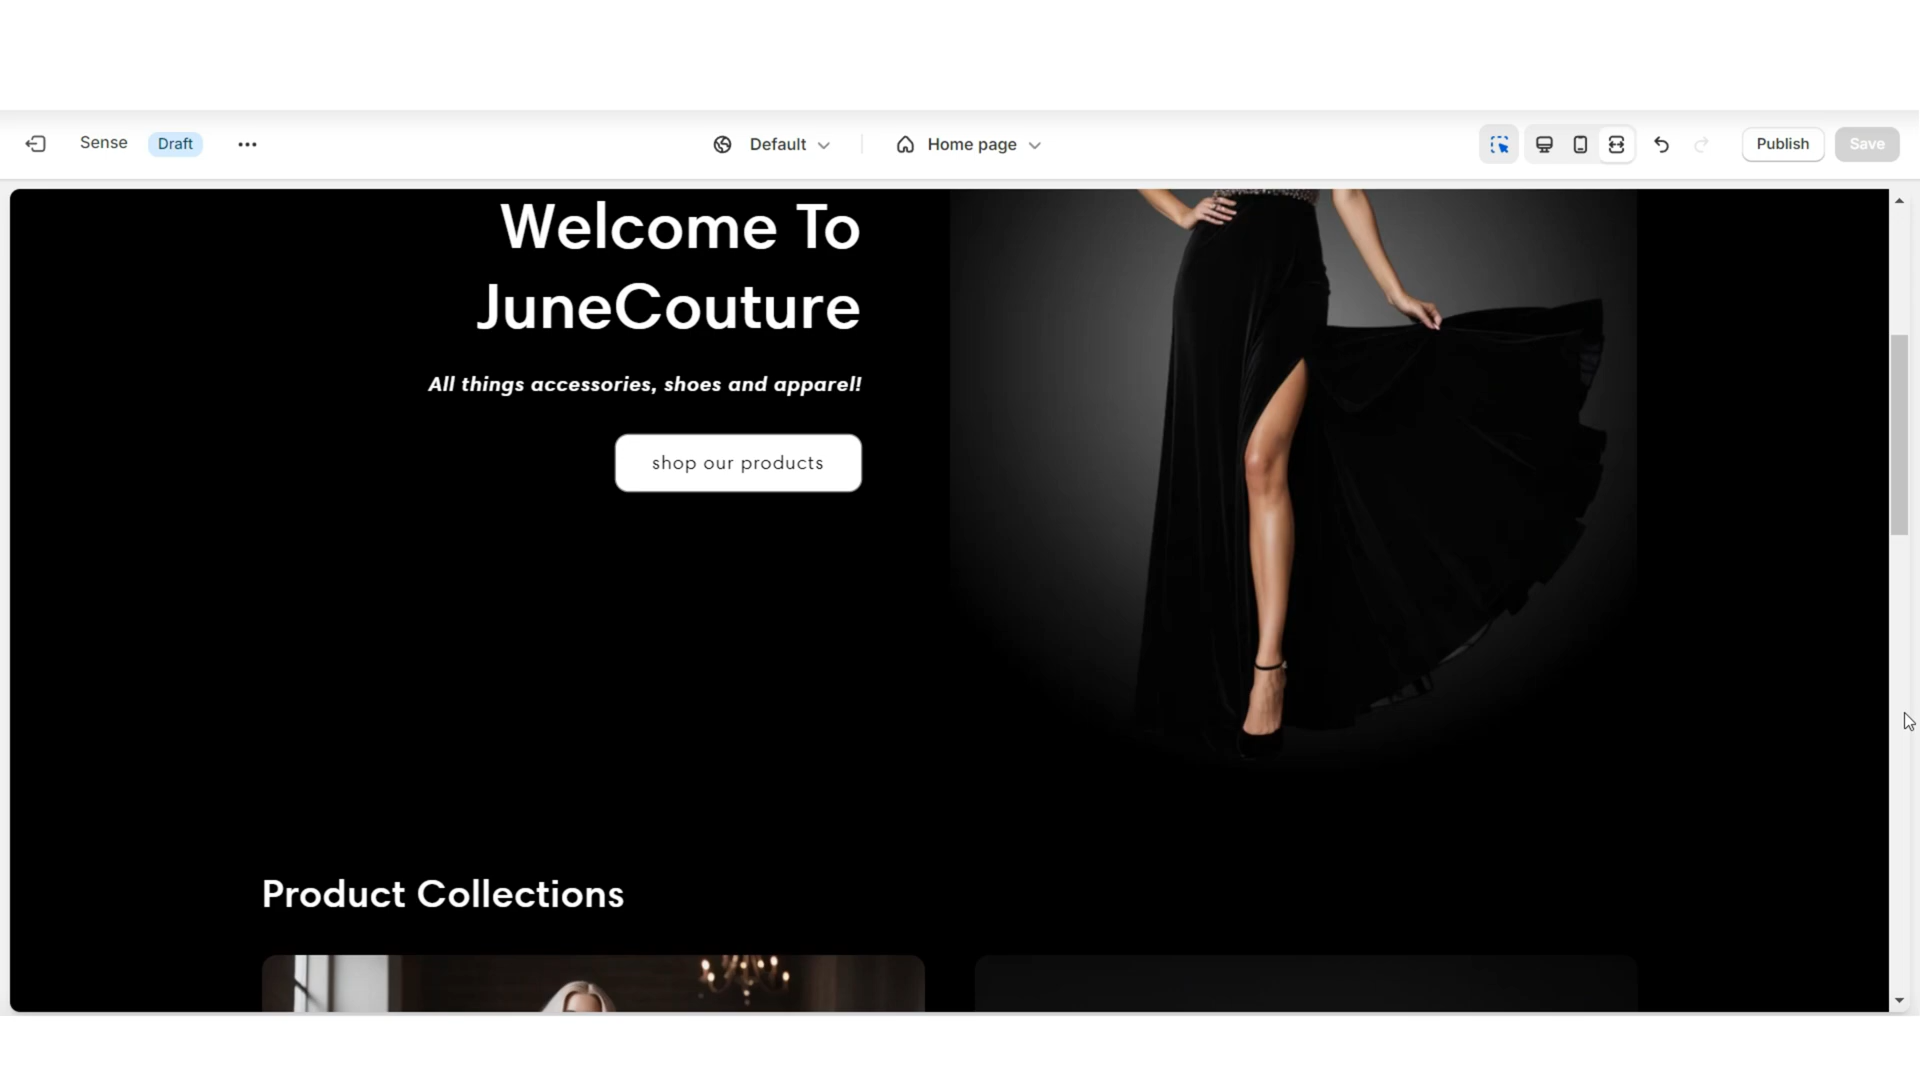 Sense Draft Default Home page Publish Save
Welcome To
JuneCouture
All things accessories, shoes and apparel!
shop our products
Product Collections